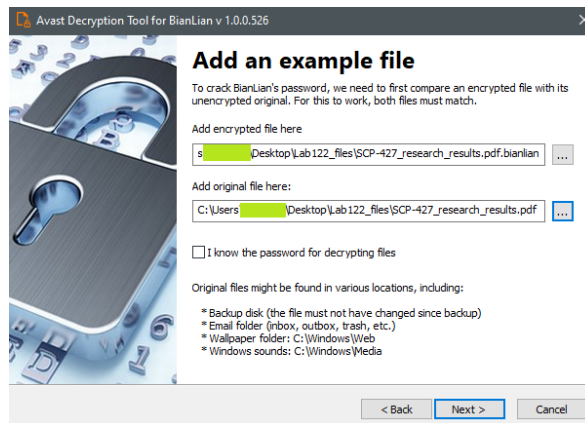 Avast Decryption Tool for BianLian v 1.0.0.526
Add an example file
To crack BianLian's password, we need to first compare an encrypted file with its
unencrypted original. For this to work, both files must match.
Add encrypted file here
s \Desktop\Lab122_files\SCP-427_research_results.pdf.bianlian
...
Add original file here:
C:\Users \Desktop\Lab122_files\SCP-427_research_results.pdf
...
I know the password for decrypting files
Original files might be found in various locations, including:
* Backup disk (the file must not have changed since backup)
* Email folder (inbox, outbox, trash, etc.)
* Wallpaper folder: C:\Windows\Web
* Windows sounds: C:\Windows\Media
< Back
Next >
Cancel